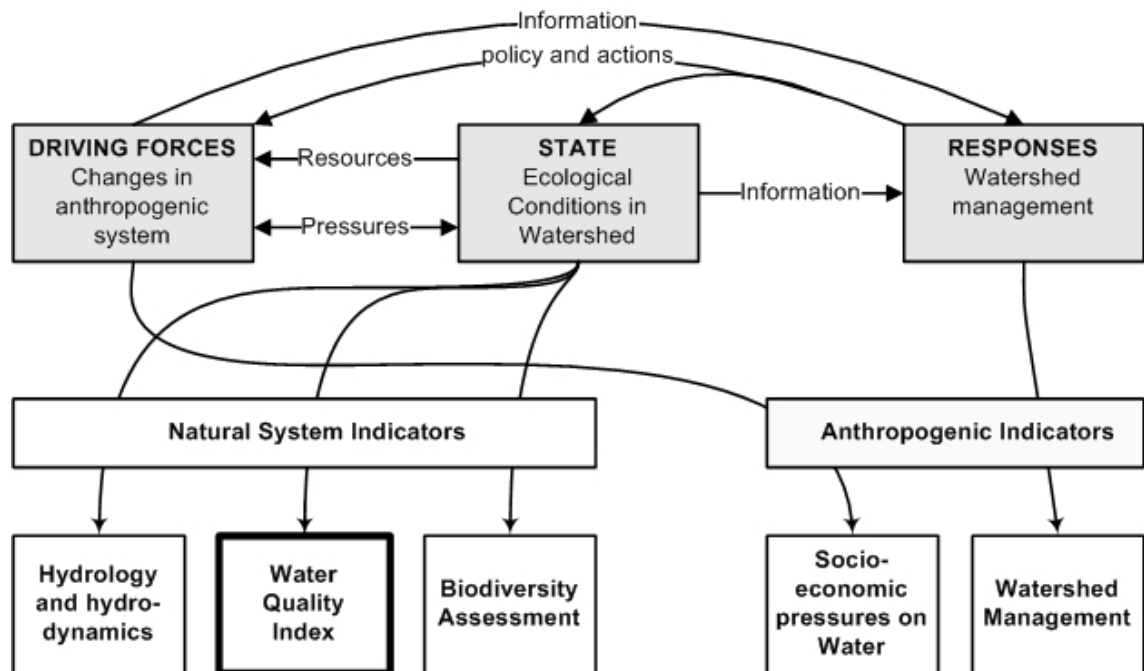 Information
policy and actions
DRIVING FORCES
Changes in
anthropogenic
system
Resources
Pressures
STATE
Ecological
Conditions in
Watershed
Information
RESPONSES
Watershed
management
Natural System Indicators
Anthropogenic Indicators
Hydrology
and hydro-
dynamics
Water
Quality
Index
Biodiversity
Assessment
Socio-
economic
pressures on
Water
Watershed
Management